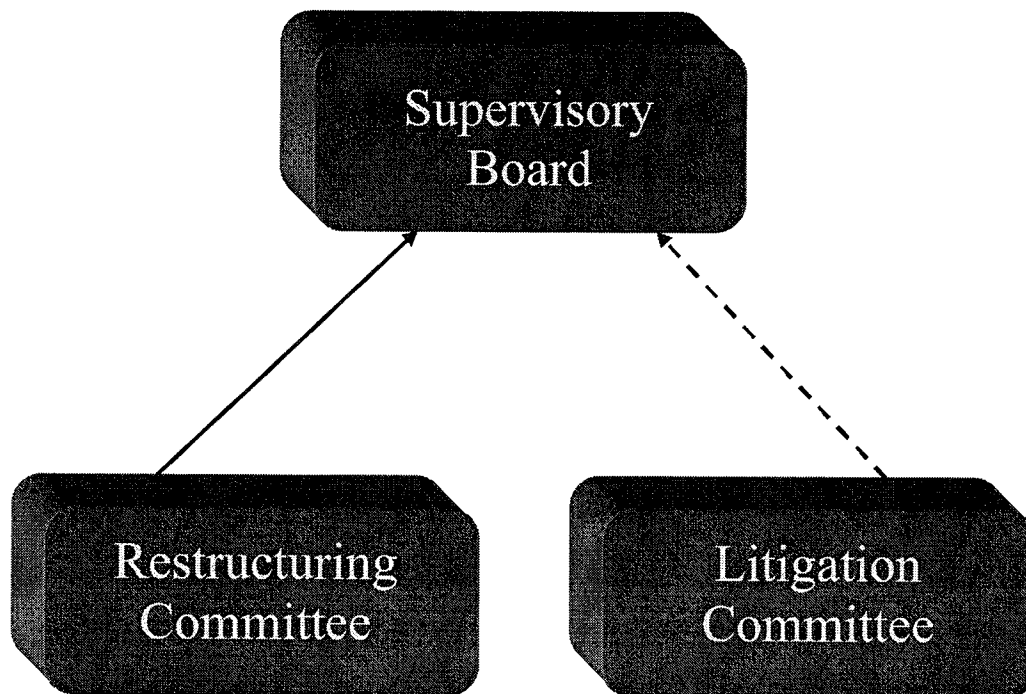 Supervisory
Board
Restructuring
Committee
Litigation
Committee